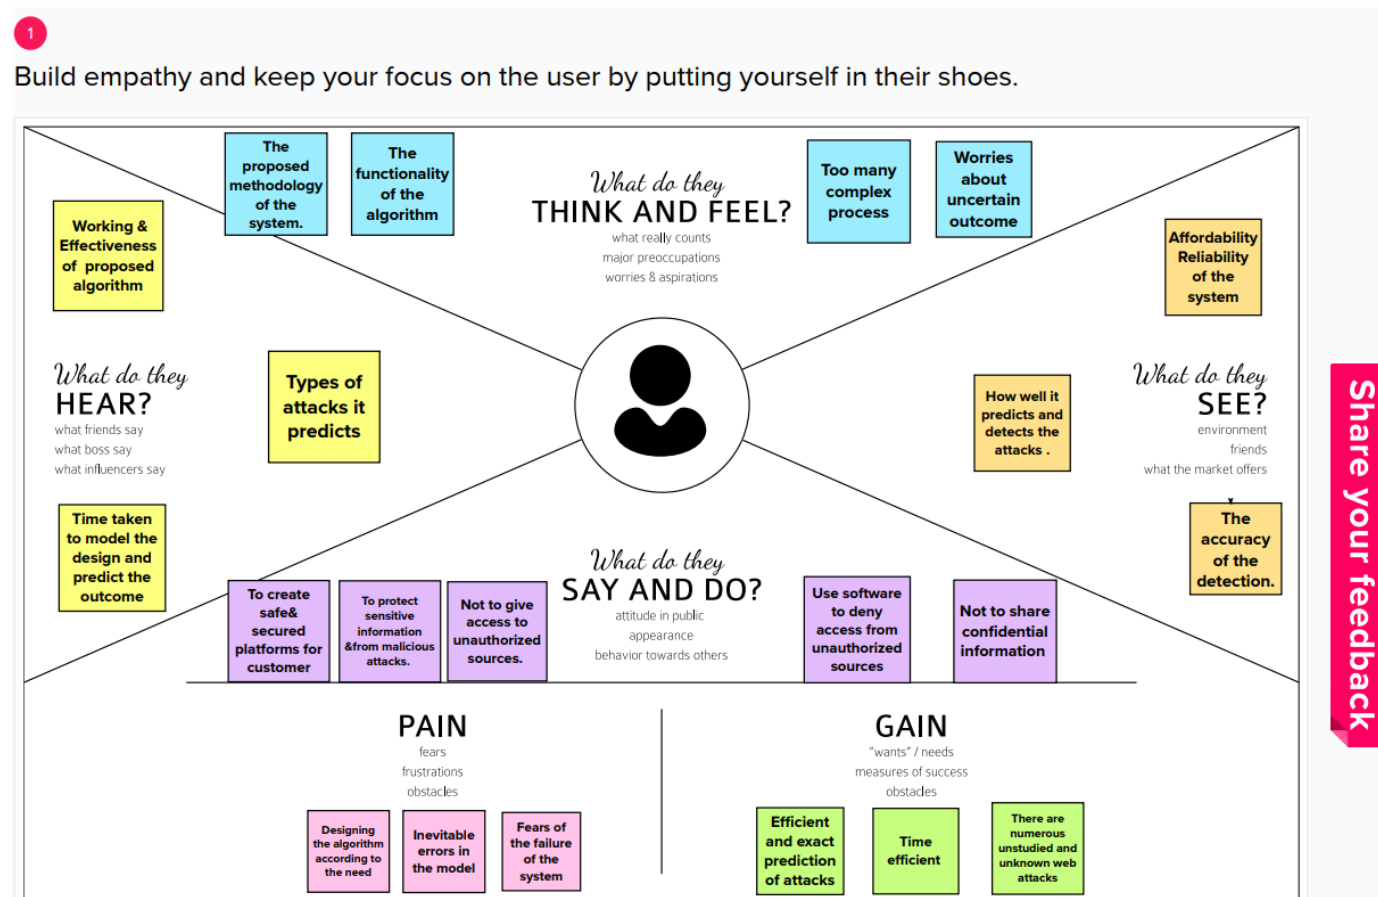 1
Build empathy and keep your focus on the user by putting yourself in their shoes.
The
proposed
methodology
of the
system.
The
functionality
of the
algorithm
What do they
THINK AND FEEL?
what really counts
major preoccupations
worries & aspirations
Too many
complex
process
Worries
about
uncertain
outcome
Working &
Effectiveness
of proposed
algorithm
Affordability
Reliability
of the
system
What do they
HEAR?
what friends say
what boss say
what influencers say
Types of
attacks it
predicts
How well it
predicts and
detects the
attacks .
What do they
SEE?
environment
friends
what the market offers
Time taken
to model the
design and
predict the
outcome
The
accuracy
of the
detection.
What do they
SAY AND DO?
attitude in public
appearance
behavior towards others
To create
safe&
secured
platforms for
customer
To protect
sensitive
information
&from malicious
attacks.
Not to give
access to
unauthorized
sources.
Use software
to deny
access from
unauthorized
sources
Not to share
confidential
information
PAIN
fears
frustrations
obstacles
GAIN
"wants" / needs
measures of success
obstacles
Designing
the algorithm
according to
the need
Inevitable
errors in
the model
Fears of
the failure
of the
system
Efficient
and exact
prediction
of attacks
Time
efficient
There are
numerous
unstudied and
unknown web
attacks
Share your feedback